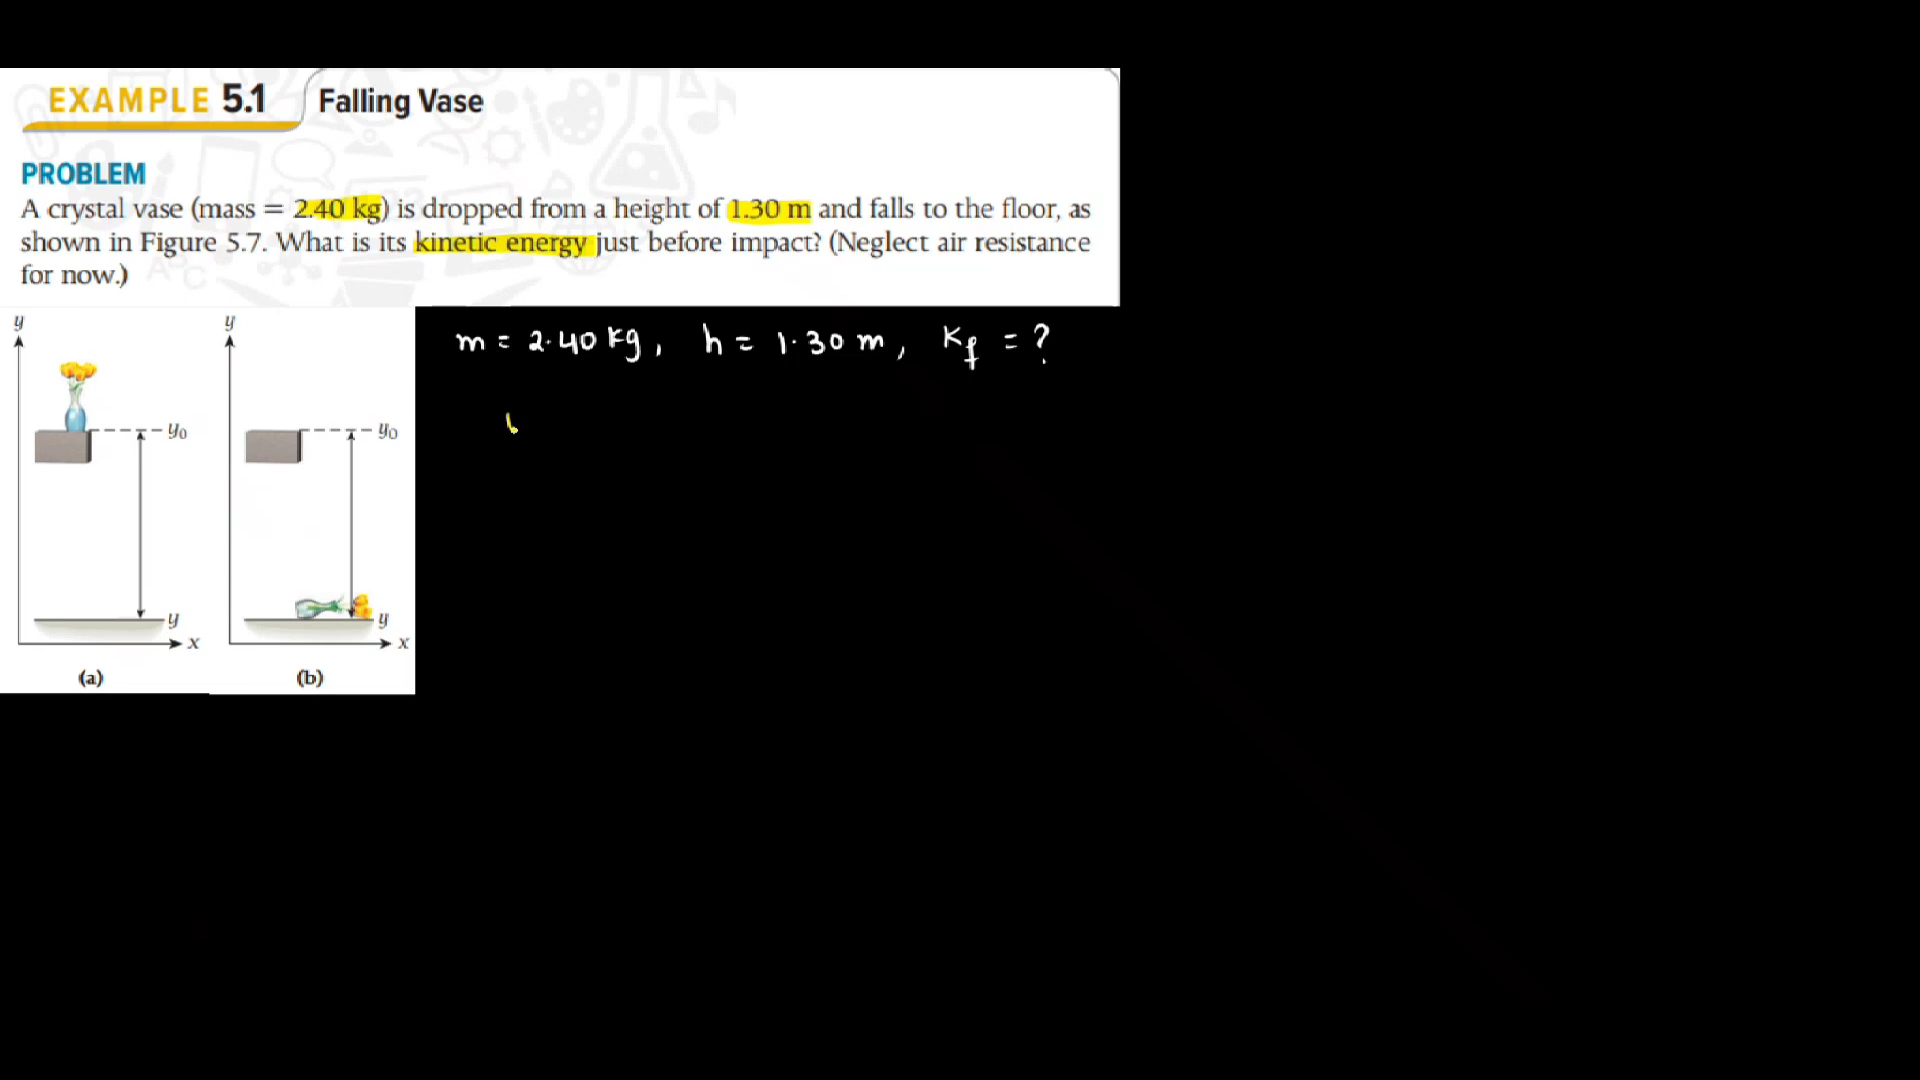 EXAMPLE 5.1 Falling Vase
PROBLEM
A crystal vase (mass = 2.40 kg) is dropped from a height of 1.30 m and falls to the floor, as
shown in Figure 5.7. What is its kinetic energy just before impact? (Neglect air resistance
for now.)
m = 2.40 kg, h = 1.30 m, Kf = ?
y y
y₀ y₀
y y
x x
(a) (b)